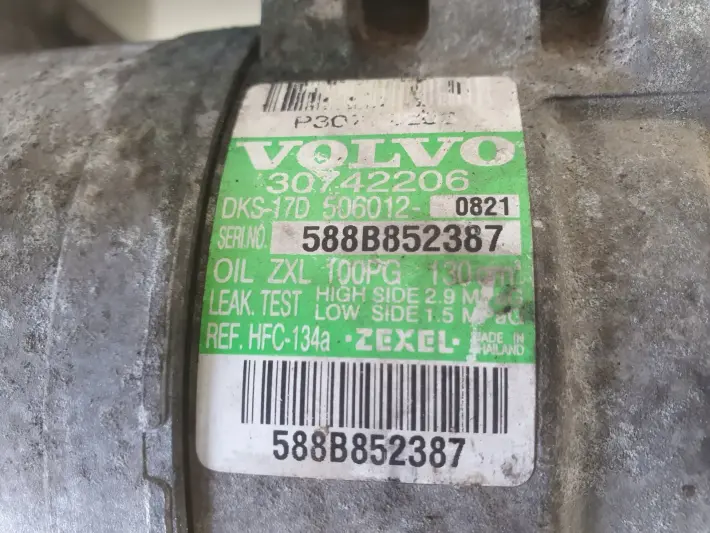 VOLVO
30742206
DKS-17D 506012- 0821
SERI.NO. 588B852387
OIL ZXL 100PG 130
LEAK. TEST HIGH SIDE 2.9
LOW SIDE 1.5
REF. HFC-134a ·ZEXEL· MADE IN THAILAND
588B852387